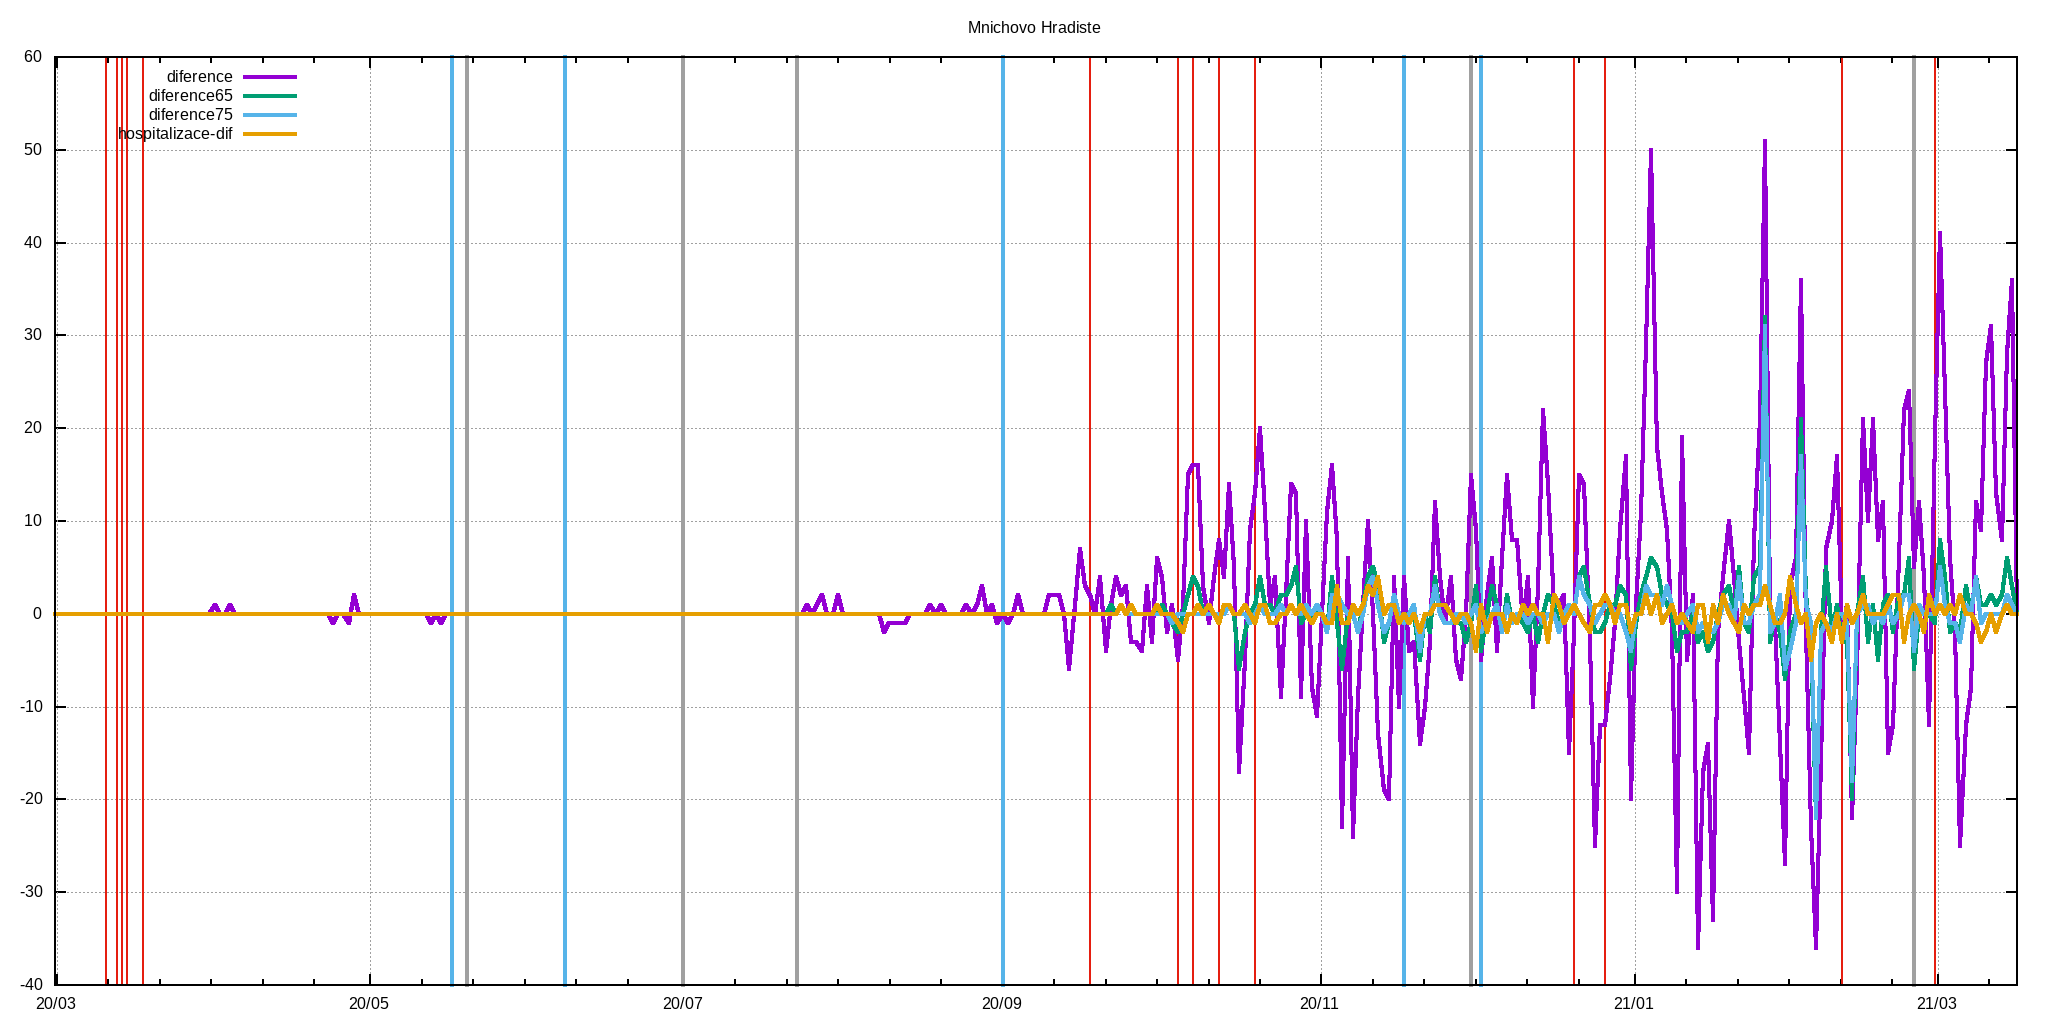 Mnichovo Hradiste
60
50
40
30
20
10
0
-10
-20
-30
-40
diference
diference65
diference75
hospitalizace-dif
20/03 20/05 20/07 20/09 20/11 21/01 21/03